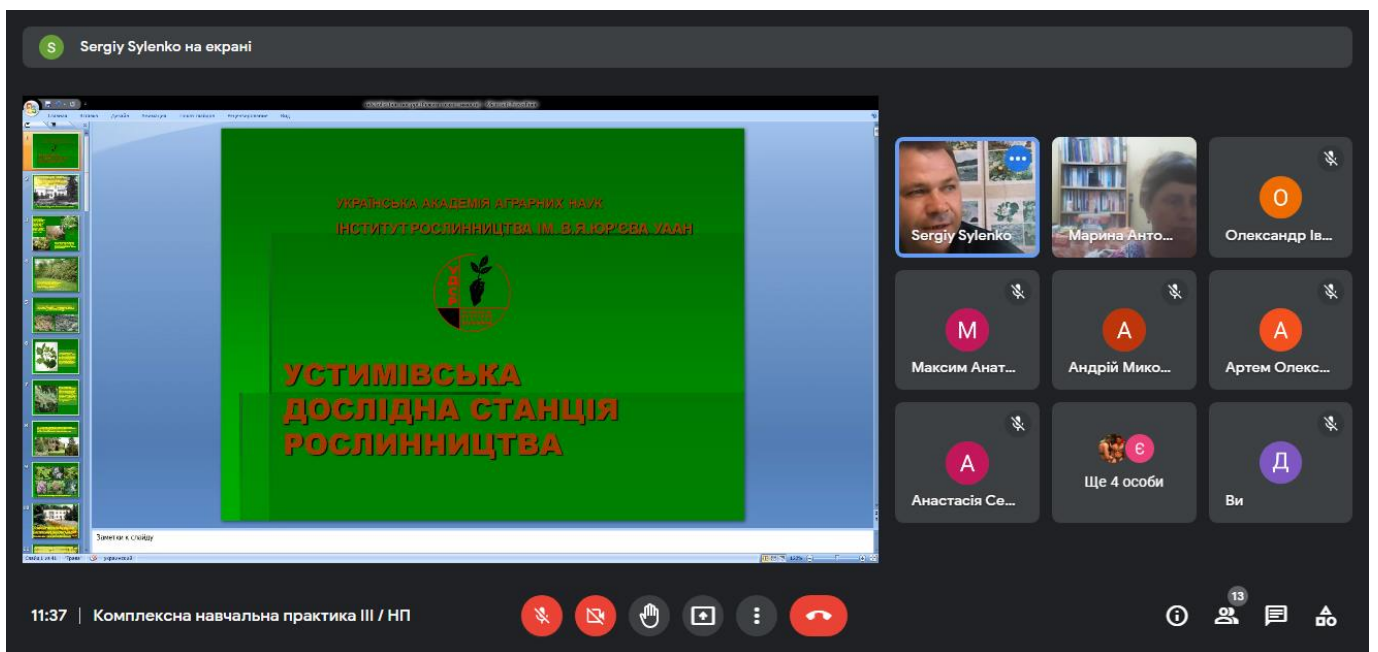 S Sergiy Sylenko на екрані
УКРАЇНСЬКА АКАДЕМІЯ АГРАРНИХ НАУК
ІНСТИТУТ РОСЛИННИЦТВА ІМ. В.Я.ЮР'ЄВА УААН
УСТИМІВСЬКА
ДОСЛІДНА СТАНЦІЯ
РОСЛИННИЦТВА
Заметки к слайду
Sergiy Sylenko
Марина Анто...
О
Олександр Ів...
М
Максим Анат...
А
Андрій Мико...
А
Артем Олекс...
А
Анастасія Се...
Є
Ще 4 особи
Д
Ви
11:37 | Комплексна навчальна практика III / НП
13